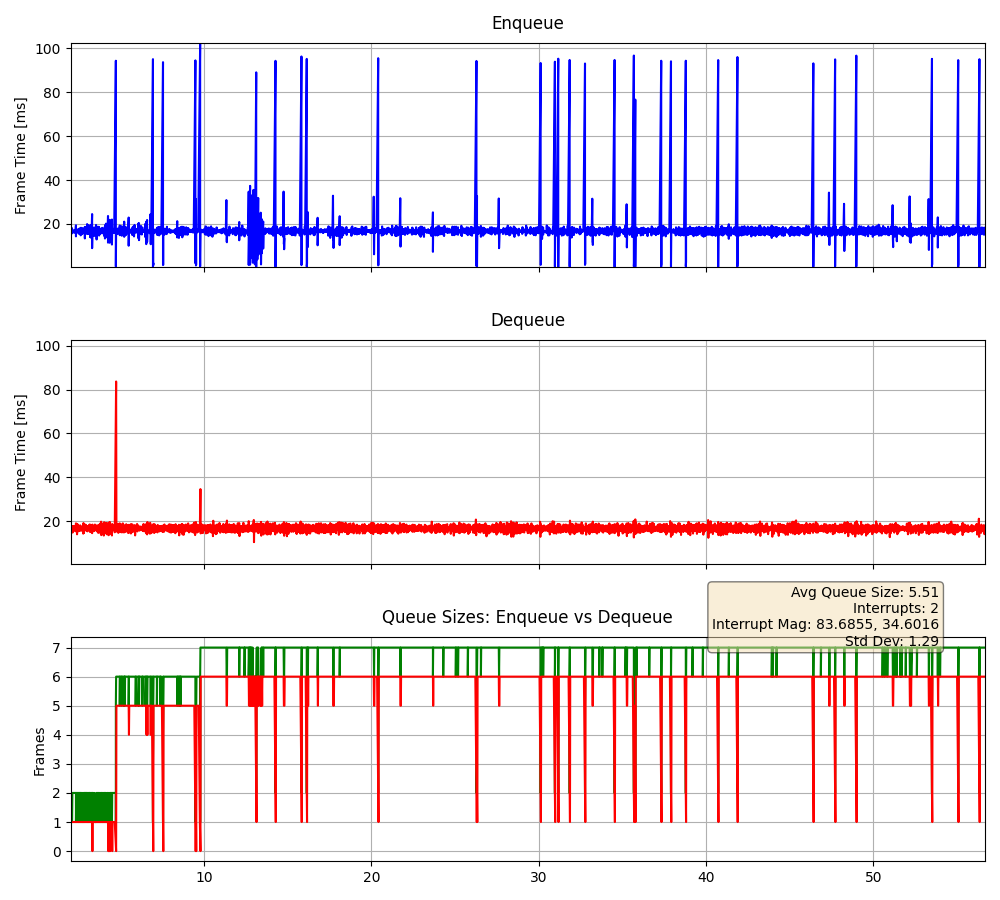 Enqueue
100
80
60
40
20
Frame Time [ms]
Dequeue
100
80
60
40
20
Frame Time [ms]
Avg Queue Size: 5.51
Interrupts: 2
Interrupt Mag: 83.6855, 34.6016
Std Dev: 1.29
Queue Sizes: Enqueue vs Dequeue
7
6
5
4
3
2
1
0
Frames
10 20 30 40 50